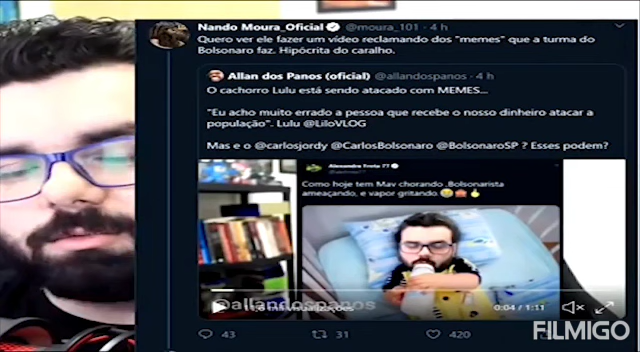 Nando Moura_Oficial @moura_101 · 4 h
Quero ver ele fazer um vídeo reclamando dos "memes" que a turma do
Bolsonaro faz. Hipócrita do caralho.
Allan dos Panos (oficial) @allandospanos · 4 h
O cachorro Lulu está sendo atacado com MEMES...
"Eu acho muito errado a pessoa que recebe o nosso dinheiro atacar a
população". Lulu @LiloVLOG
Mas e o @carlosjordy @CarlosBolsonaro @BolsonaroSP ? Esses podem?
Alexandre Treta 77
Como hoje tem Mav chorando .Bolsonarista
ameaçando, e vapor gritando
@allandospanos
mil visualizações
0:04 / 1:11
43 31 420
FILMIGO